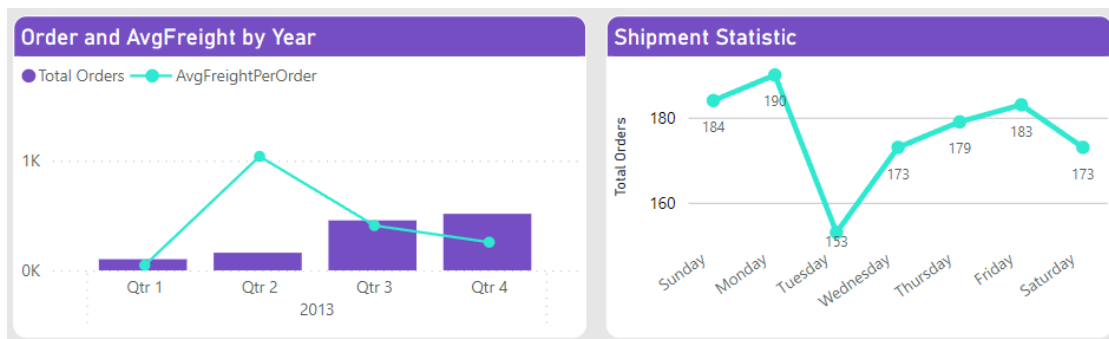 Order and AvgFreight by Year
Total Orders AvgFreightPerOrder
1K
0K
Qtr 1 Qtr 2 Qtr 3 Qtr 4
2013
Shipment Statistic
Total Orders
180
160
184
190
153
173
179
183
173
Sunday
Monday
Tuesday
Wednesday
Thursday
Friday
Saturday